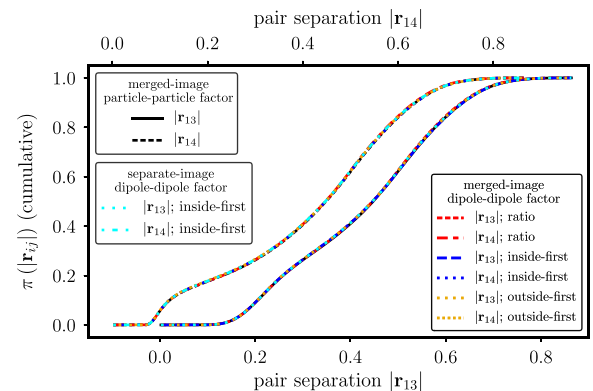 pair separation |r₁₄|
0.0 0.2 0.4 0.6 0.8
π (|r_ij|) (cumulative)
1.0
0.8
0.6
0.4
0.2
0.0
merged-image
particle-particle factor
|r₁₃|
|r₁₄|
separate-image
dipole-dipole factor
|r₁₃|; inside-first
|r₁₄|; inside-first
merged-image
dipole-dipole factor
|r₁₃|; ratio
|r₁₄|; ratio
|r₁₃|; inside-first
|r₁₄|; inside-first
|r₁₃|; outside-first
|r₁₄|; outside-first
0.0 0.2 0.4 0.6 0.8
pair separation |r₁₃|